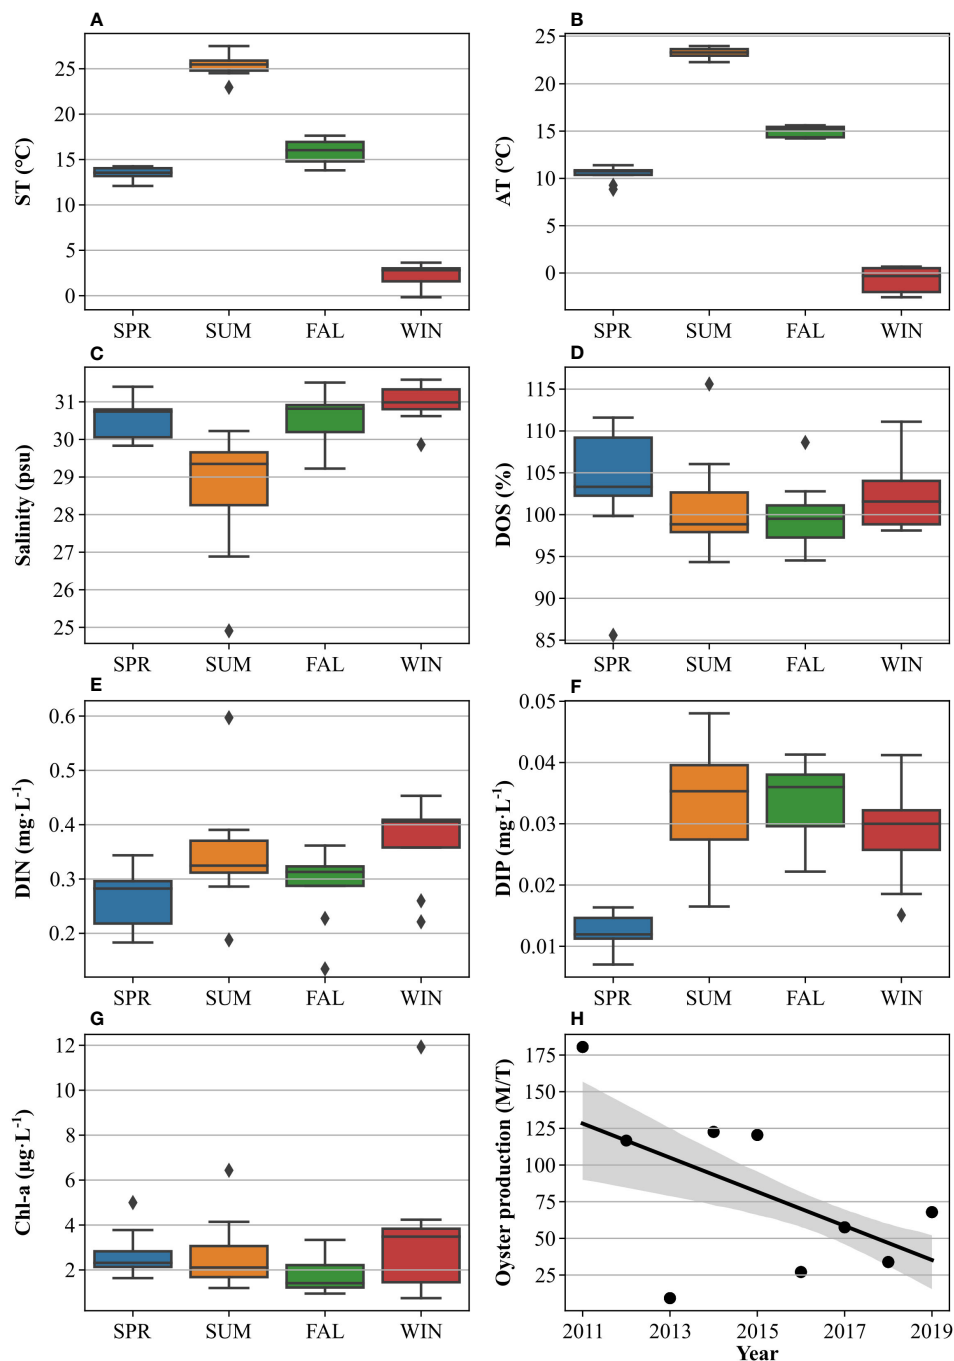 A
ST (°C)
25
20
15
10
5
0
SPR SUM FAL WIN
B
AT (°C)
25
20
15
10
5
0
SPR SUM FAL WIN
C
Salinity (psu)
31
30
29
28
27
26
25
SPR SUM FAL WIN
D
DOS (%)
115
110
105
100
95
90
85
SPR SUM FAL WIN
E
DIN (mg·L⁻¹)
0.6
0.5
0.4
0.3
0.2
SPR SUM FAL WIN
F
DIP (mg·L⁻¹)
0.05
0.04
0.03
0.02
0.01
SPR SUM FAL WIN
G
Chl-a (μg·L⁻¹)
12
10
8
6
4
2
SPR SUM FAL WIN
H
Oyster production (M/T)
175
150
125
100
75
50
25
2011 2013 2015 2017 2019
Year